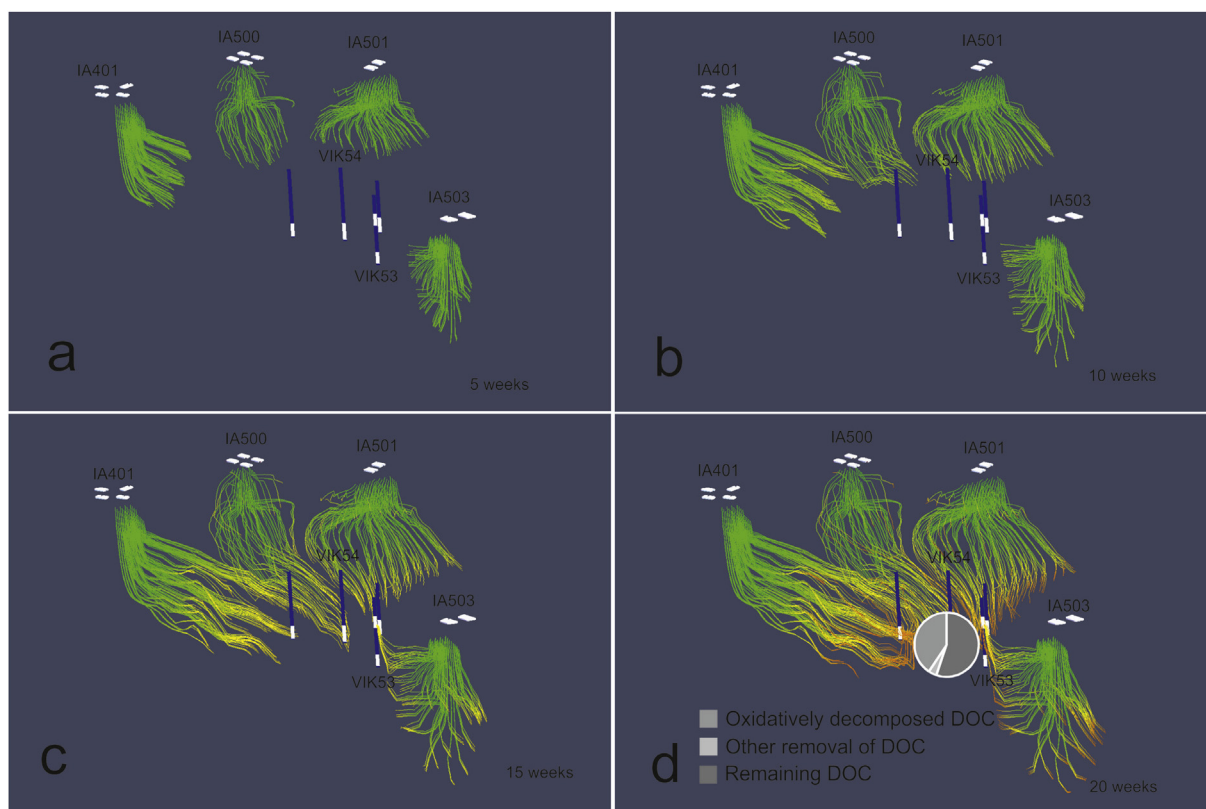 IA500
IA501
IA401
VIK54
IA503
VIK53
a
5 weeks
IA500
IA501
IA401
VIK54
IA503
VIK53
b
10 weeks
IA500
IA501
IA401
VIK54
IA503
VIK53
c
15 weeks
IA500
IA501
IA401
VIK54
IA503
VIK53
Oxidatively decomposed DOC
Other removal of DOC
Remaining DOC
d
20 weeks